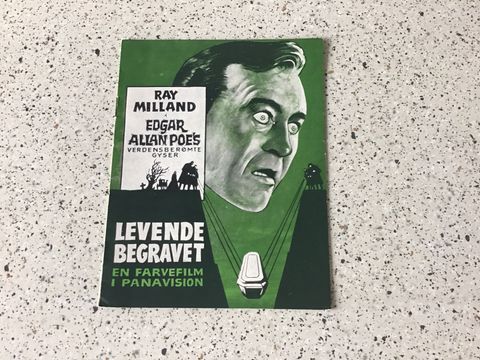 RAY
MILLAND
I
EDGAR
ALLAN POE'S
VERDENSBERØMTE
GYSER
LEVENDE
BEGRAVET
EN FARVEFILM
I PANAVISION